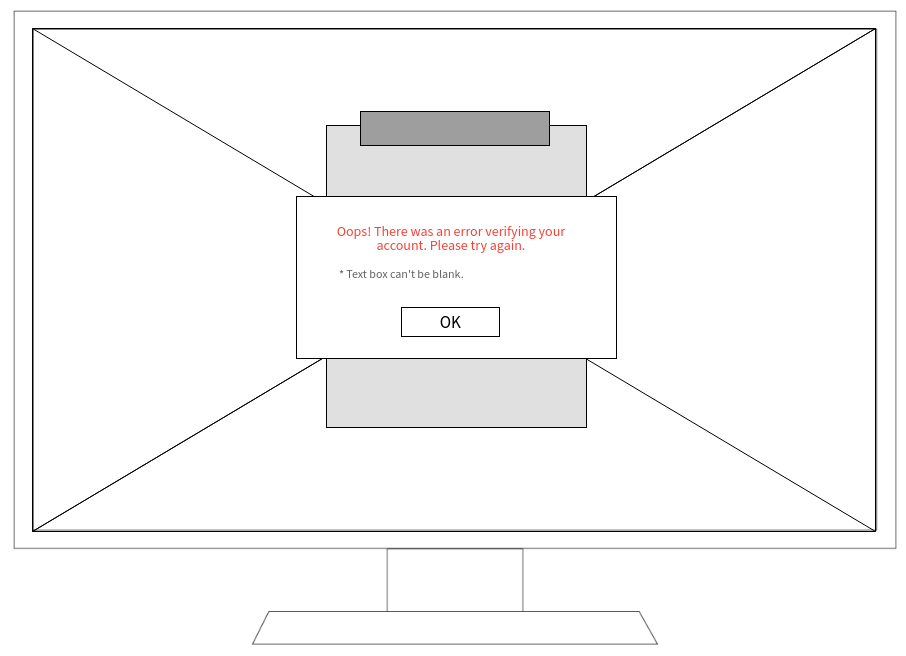 Oops! There was an error verifying your
account. Please try again.
* Text box can't be blank.
OK